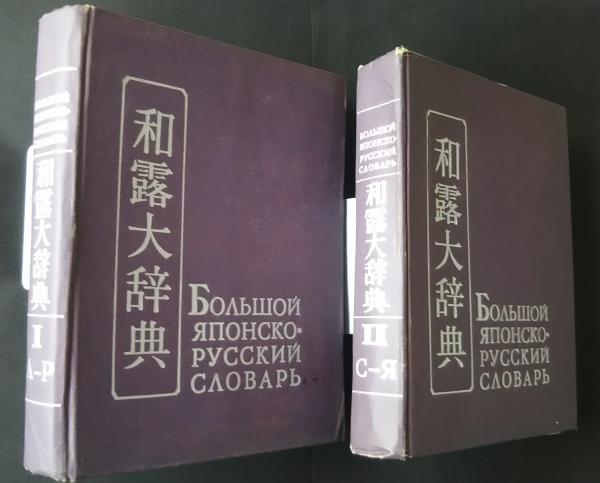 和露大辞典
I
А–Р
和露大辞典
Большой
японско-
русский
словарь
БОЛЬШОЙ
ЯПОНСКО-
РУССКИЙ
СЛОВАРЬ
和露大辞典
II
С–Я
和露大辞典
Большой
японско-
русский
словарь